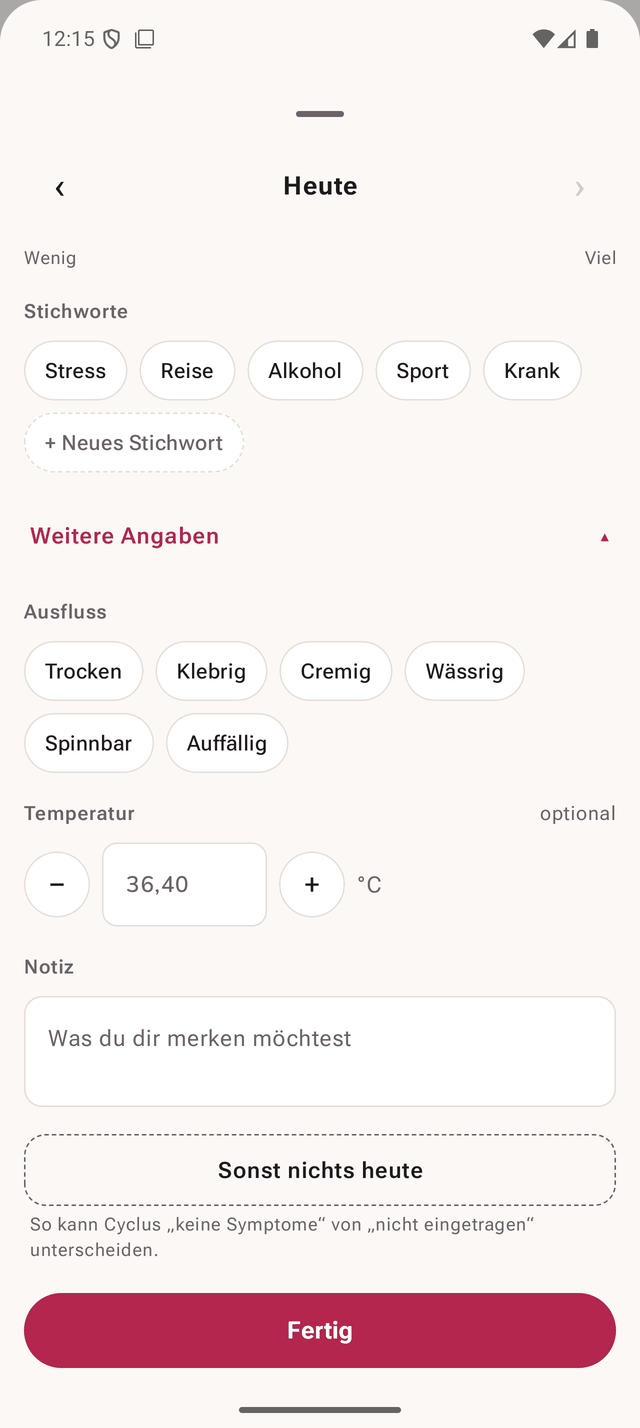 12:15
‹ Heute ›
Wenig Viel
Stichworte
Stress Reise Alkohol Sport Krank
+ Neues Stichwort
Weitere Angaben ▲
Ausfluss
Trocken Klebrig Cremig Wässrig
Spinnbar Auffällig
Temperatur optional
− 36,40 + °C
Notiz
Was du dir merken möchtest
Sonst nichts heute
So kann Cyclus „keine Symptome“ von „nicht eingetragen“
unterscheiden.
Fertig